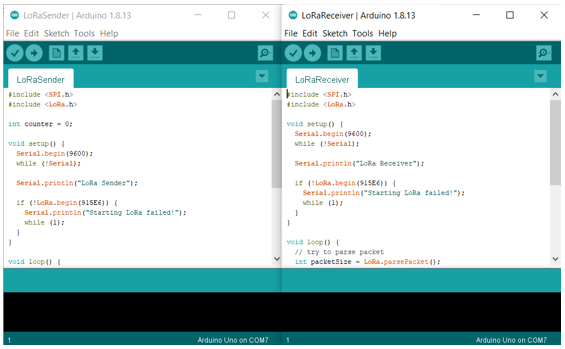 LoRaSender | Arduino 1.8.13
File Edit Sketch Tools Help
LoRaSender
#include <SPI.h>
#include <LoRa.h>
int counter = 0;
void setup() {
Serial.begin(9600);
while (!Serial);
Serial.println("LoRa Sender");
if (!LoRa.begin(915E6)) {
Serial.println("Starting LoRa failed!");
while (1);
}
}
void loop() {
1
Arduino Uno on COM7
LoRaReceiver | Arduino 1.8.13
File Edit Sketch Tools Help
LoRaReceiver
#include <SPI.h>
#include <LoRa.h>
void setup() {
Serial.begin(9600);
while (!Serial);
Serial.println("LoRa Receiver");
if (!LoRa.begin(915E6)) {
Serial.println("Starting LoRa failed!");
while (1);
}
}
void loop() {
// try to parse packet
int packetSize = LoRa.parsePacket();
1
Arduino Uno on COM7